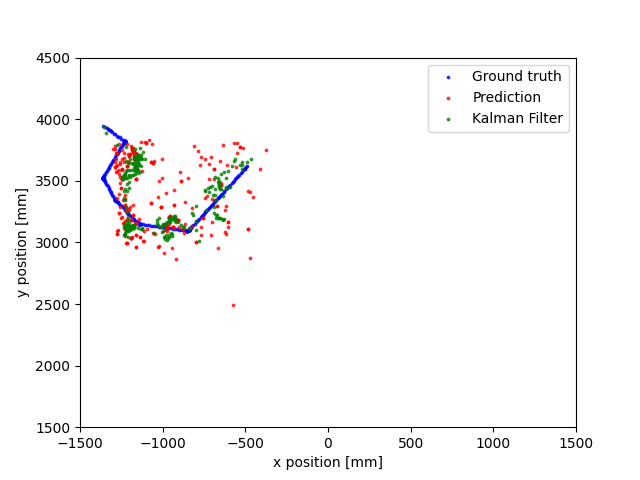 4500
4000
3500
3000
2500
2000
1500
y position [mm]
Ground truth
Prediction
Kalman Filter
−1500
−1000
−500
0
500
1000
1500
x position [mm]